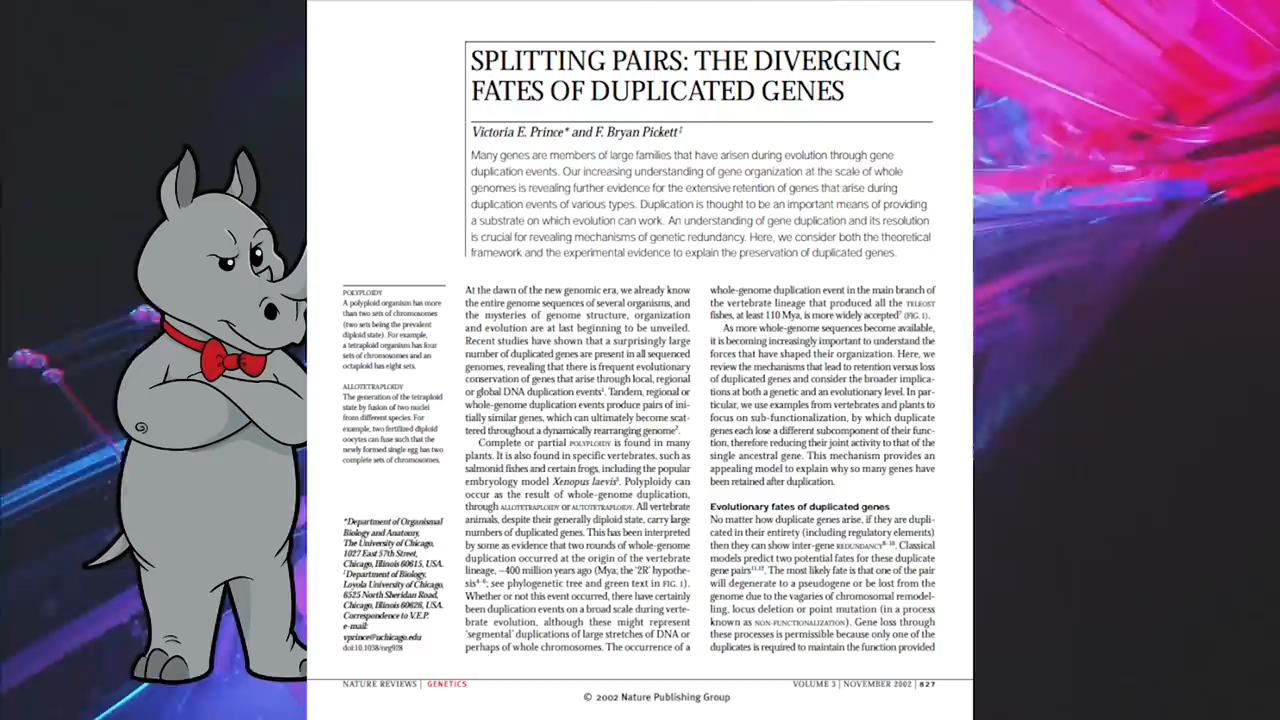 SPLITTING PAIRS: THE DIVERGING
FATES OF DUPLICATED GENES
Victoria E. Prince* and F. Bryan Pickett‡
Many genes are members of large families that have arisen during evolution through gene
duplication events. Our increasing understanding of gene organization at the scale of whole
genomes is revealing further evidence for the extensive retention of genes that arise during
duplication events of various types. Duplication is thought to be an important means of providing
a substrate on which evolution can work. An understanding of gene duplication and its resolution
is crucial for revealing mechanisms of genetic redundancy. Here, we consider both the theoretical
framework and the experimental evidence to explain the preservation of duplicated genes.
POLYPLOIDY
A polyploid organism has more
than two sets of chromosomes
(two sets being the prevalent
diploid state). For example,
a tetraploid organism has four
sets of chromosomes and an
octaploid has eight sets.
ALLOTETRAPLOIDY
The generation of the tetraploid
state by fusion of two nuclei
from different species. For
example, two fertilized diploid
oocytes can fuse such that the
newly formed single egg has two
complete sets of chromosomes.
*Department of Organismal
Biology and Anatomy,
The University of Chicago,
1027 East 57th Street,
Chicago, Illinois 60615, USA.
‡Department of Biology,
Loyola University of Chicago,
6525 North Sheridan Road,
Chicago, Illinois 60628, USA.
Correspondence to V.E.P.
e-mail:
vprince@uchicago.edu
doi:10.1038/nrg928
At the dawn of the new genomic era, we already know
the entire genome sequences of several organisms, and
the mysteries of genome structure, organization
and evolution are at last beginning to be unveiled.
Recent studies have shown that a surprisingly large
number of duplicated genes are present in all sequenced
genomes, revealing that there is frequent evolutionary
conservation of genes that arise through local, regional
or global DNA duplication events¹. Tandem, regional or
whole-genome duplication events produce pairs of ini-
tially similar genes, which can ultimately become scat-
tered throughout a dynamically rearranging genome².
Complete or partial POLYPLOIDY is found in many
plants. It is also found in specific vertebrates, such as
salmonid fishes and certain frogs, including the popular
embryology model Xenopus laevis³. Polyploidy can
occur as the result of whole-genome duplication,
through ALLOTETRAPLOIDY or AUTOTETRAPLOIDY. All vertebrate
animals, despite their generally diploid state, carry large
numbers of duplicated genes. This has been interpreted
by some as evidence that two rounds of whole-genome
duplication occurred at the origin of the vertebrate
lineage, ~400 million years ago (Mya; the '2R' hypothe-
sis⁴⁻⁶; see phylogenetic tree and green text in FIG. 1).
Whether or not this event occurred, there have certainly
been duplication events on a broad scale during verte-
brate evolution, although these might represent
'segmental' duplications of large stretches of DNA or
perhaps of whole chromosomes. The occurrence of a
whole-genome duplication event in the main branch of
the vertebrate lineage that produced all the TELEOST
fishes, at least 110 Mya, is more widely accepted⁷ (FIG. 1).
As more whole-genome sequences become available,
it is becoming increasingly important to understand the
forces that have shaped their organization. Here, we
review the mechanisms that lead to retention versus loss
of duplicated genes and consider the broader implica-
tions at both a genetic and an evolutionary level. In par-
ticular, we use examples from vertebrates and plants to
focus on sub-functionalization, by which duplicate
genes each lose a different subcomponent of their func-
tion, therefore reducing their joint activity to that of the
single ancestral gene. This mechanism provides an
appealing model to explain why so many genes have
been retained after duplication.
Evolutionary fates of duplicated genes
No matter how duplicate genes arise, if they are dupli-
cated in their entirety (including regulatory elements)
then they can show inter-gene REDUNDANCY⁸⁻¹⁰. Classical
models predict two potential fates for these duplicate
gene pairs¹¹,¹². The most likely fate is that one of the pair
will degenerate to a pseudogene or be lost from the
genome due to the vagaries of chromosomal remodel-
ling, locus deletion or point mutation (in a process
known as NON-FUNCTIONALIZATION). Gene loss through
these processes is permissible because only one of the
duplicates is required to maintain the function provided
NATURE REVIEWS | GENETICS
VOLUME 3 | NOVEMBER 2002 | 827
© 2002 Nature Publishing Group